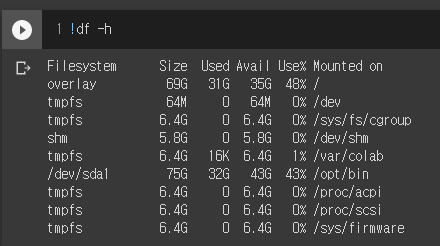 1 !df -h
Filesystem Size Used Avail Use% Mounted on
overlay 69G 31G 35G 48% /
tmpfs 64M 0 64M 0% /dev
tmpfs 6.4G 0 6.4G 0% /sys/fs/cgroup
shm 5.8G 0 5.8G 0% /dev/shm
tmpfs 6.4G 16K 6.4G 1% /var/colab
/dev/sda1 75G 32G 43G 43% /opt/bin
tmpfs 6.4G 0 6.4G 0% /proc/acpi
tmpfs 6.4G 0 6.4G 0% /proc/scsi
tmpfs 6.4G 0 6.4G 0% /sys/firmware